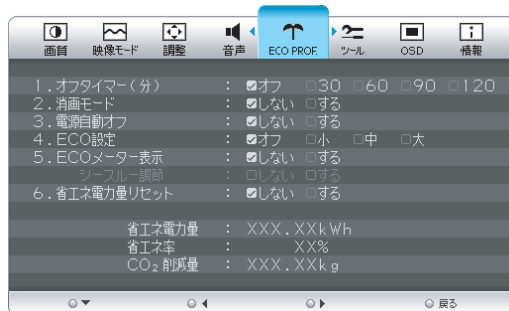 画質 映像モード 調整 音声 ECO PROF. ツール OSD 情報
1.オフタイマー(分) : ☑オフ □30 □60 □90 □120
2.消画モード : ☑しない □する
3.電源自動オフ : ☑しない □する
4.ECO設定 : ☑オフ □小 □中 □大
5.ECOメーター表示 : ☑しない □する
シースルー調節 : □しない □する
6.省エネ電力量リセット : ☑しない □する
省エネ電力量 : XXX.XXkWh
省エネ率 : XX%
CO₂削減量 : XXX.XXkg
戻る